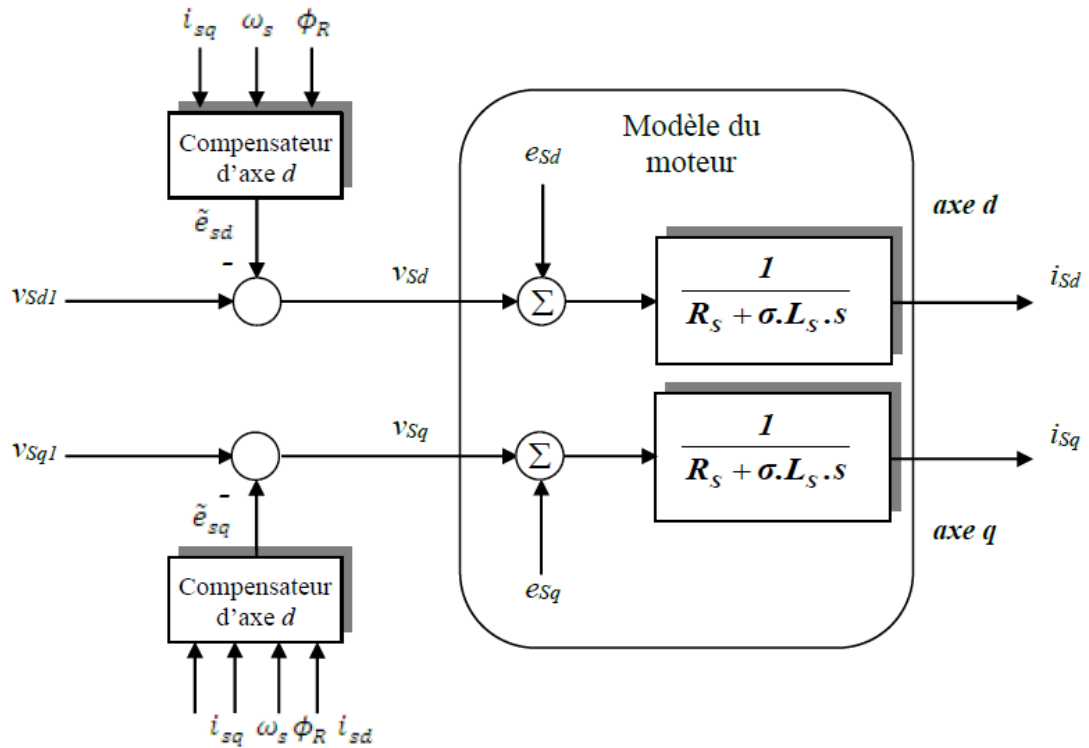 i_sq ω_s ϕ_R
Compensateur
d'axe d
ẽ_sd
-
v_Sd1
v_Sd
Modèle du
moteur
e_Sd
Σ
1
R_S + σ.L_S.s
axe d
i_Sd
v_Sq1
v_Sq
Σ
1
R_S + σ.L_S.s
i_Sq
-
ẽ_sq
axe q
e_Sq
Compensateur
d'axe d
i_sq ω_s ϕ_R i_sd